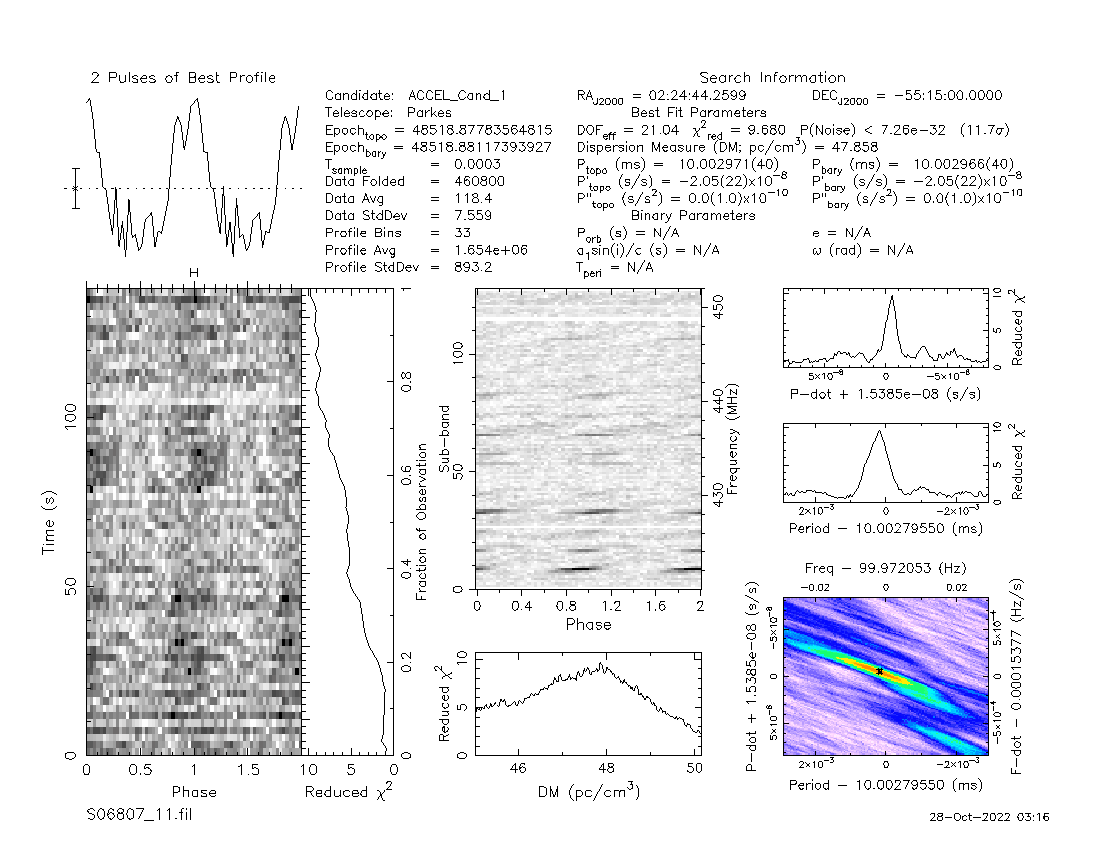 2 Pulses of Best Profile
Search Information
Candidate: ACCEL_Cand_1
RA_J2000 = 02:24:44.2599 DEC_J2000 = −55:15:00.0000
Telescope: Parkes
Best Fit Parameters
Epoch_topo = 48518.87783564815
DOF_eff = 21.04 χ²_red = 9.680 P(Noise) < 7.26e−32 (11.7σ)
Epoch_bary = 48518.88117393927
Dispersion Measure (DM; pc/cm³) = 47.858
T_sample = 0.0003
P_topo (ms) = 10.002971(40) P_bary (ms) = 10.002966(40)
Data Folded = 460800
P'_topo (s/s) = −2.05(22)×10⁻⁸ P'_bary (s/s) = −2.05(22)×10⁻⁸
Data Avg = 118.4
P''_topo (s/s²) = 0.0(1.0)×10⁻¹⁰ P''_bary (s/s²) = 0.0(1.0)×10⁻¹⁰
Data StdDev = 7.559
Binary Parameters
Profile Bins = 33
P_orb (s) = N/A e = N/A
Profile Avg = 1.654e+06
a₁sin(i)/c (s) = N/A ω (rad) = N/A
Profile StdDev = 893.2
T_peri = N/A
Time (s)
0 50 100
0 0.5 1 1.5
Phase
10 5 0
Reduced χ²
0 0.2 0.4 0.6 0.8 1
Fraction of Observation
Sub−band
0 50 100
430 440 450
Frequency (MHz)
0 0.4 0.8 1.2 1.6 2
Phase
Reduced χ²
0 5 10
46 48 50
DM (pc/cm³)
0 5 10
Reduced χ²
5×10⁻⁸ 0 −5×10⁻⁸
P−dot + 1.5385e−08 (s/s)
0 5 10
Reduced χ²
2×10⁻³ 0 −2×10⁻³
Period − 10.00279550 (ms)
Freq − 99.972053 (Hz)
−0.02 0 0.02
P−dot + 1.5385e−08 (s/s)
5×10⁻⁸ 0 −5×10⁻⁸
5×10⁻⁴ 0 −5×10⁻⁴
F−dot − 0.00015377 (Hz/s)
2×10⁻³ 0 −2×10⁻³
Period − 10.00279550 (ms)
S06807_11.fil
28−Oct−2022 03:16